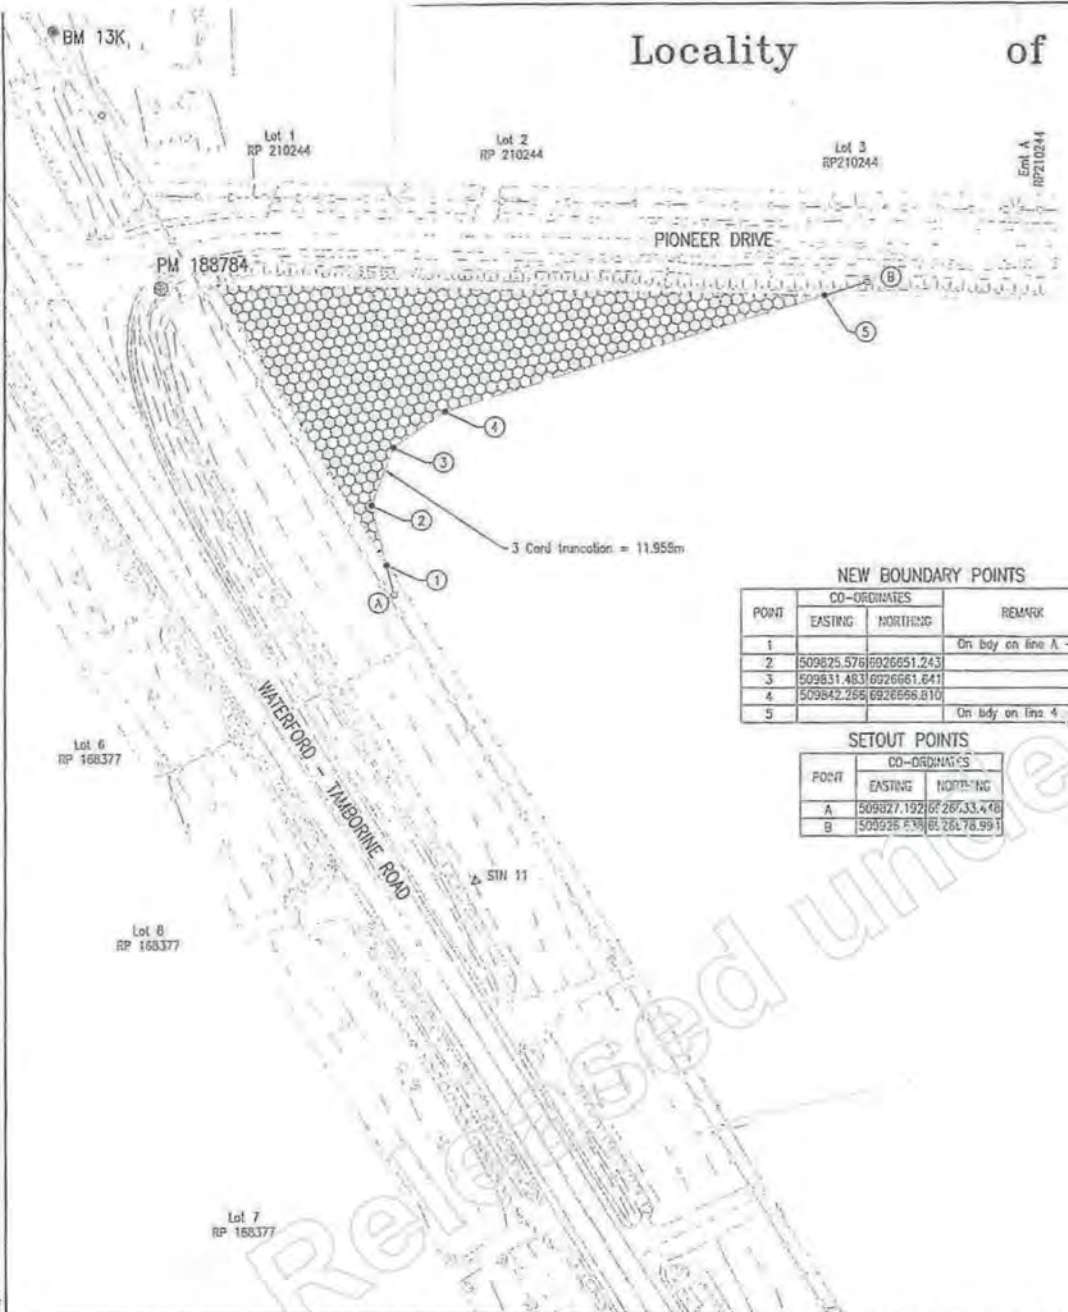 Locality of
BM 13K
Lot 1
RP 210244
Lot 2
RP 210244
Lot 3
RP210244
Emt A
RP210244
PIONEER DRIVE
PM 188784
B
5
4
3
2
3 Cord truncation = 11.959m
1
A
NEW BOUNDARY POINTS
POINT CO-ORDINATES REMARK
EASTING NORTHING
1 On bdy on line A -
2 509825.576 6926651.243
3 509831.483 6926661.641
4 509842.266 6926666.810
5 On bdy on line 4
SETOUT POINTS
POINT CO-ORDINATES
EASTING NORTHING
A 509827.192
B
WATERFORD - TAMBORINE ROAD
Lot 6
RP 168377
STN 11
Lot 8
RP 168377
Lot 7
RP 168377
Released unde